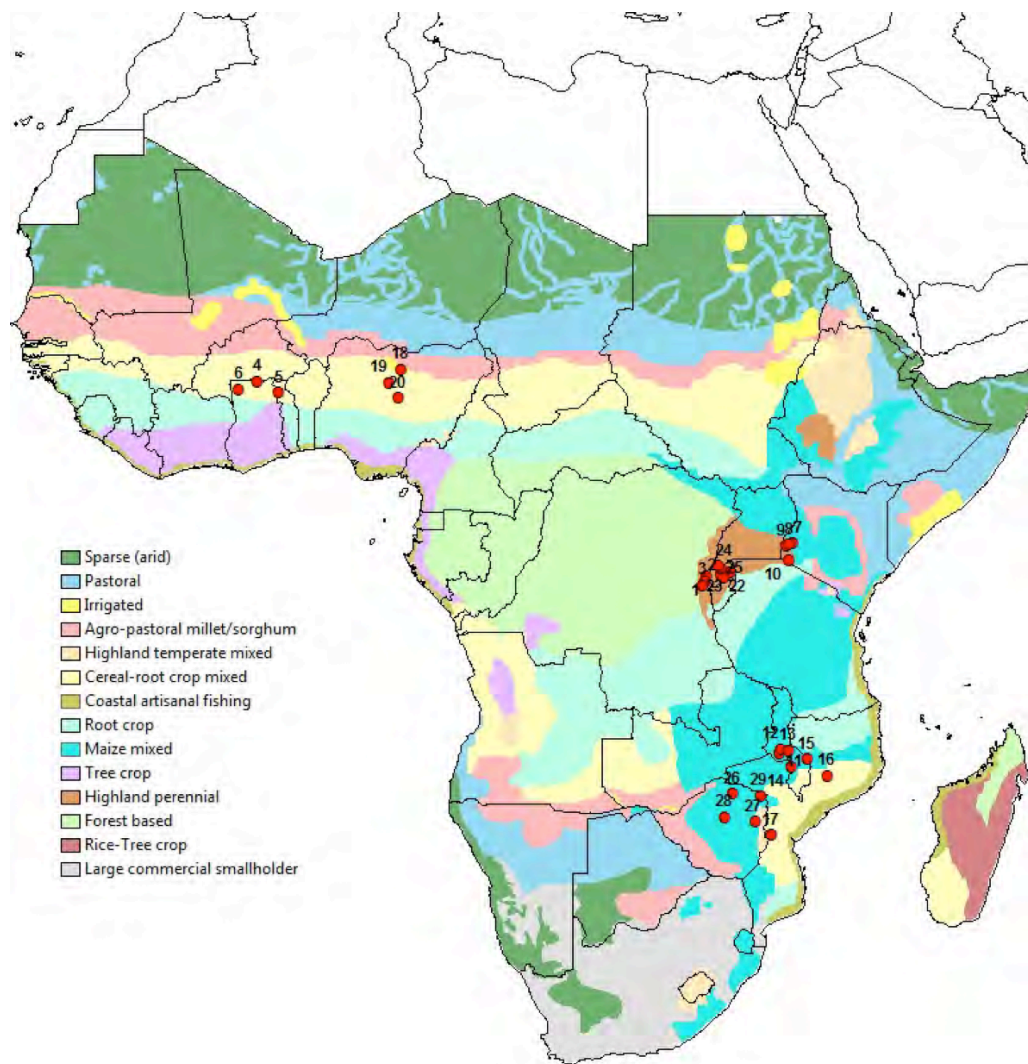 18
4
19
6
5
20
7
98
24
3
2
25
10
1
23
22
Sparse (arid)
Pastoral
Irrigated
Agro-pastoral millet/sorghum
Highland temperate mixed
Cereal-root crop mixed
Coastal artisanal fishing
Root crop
Maize mixed
Tree crop
Highland perennial
Forest based
Rice-Tree crop
Large commercial smallholder
12
13
15
11
16
26
29
14
28
27
17